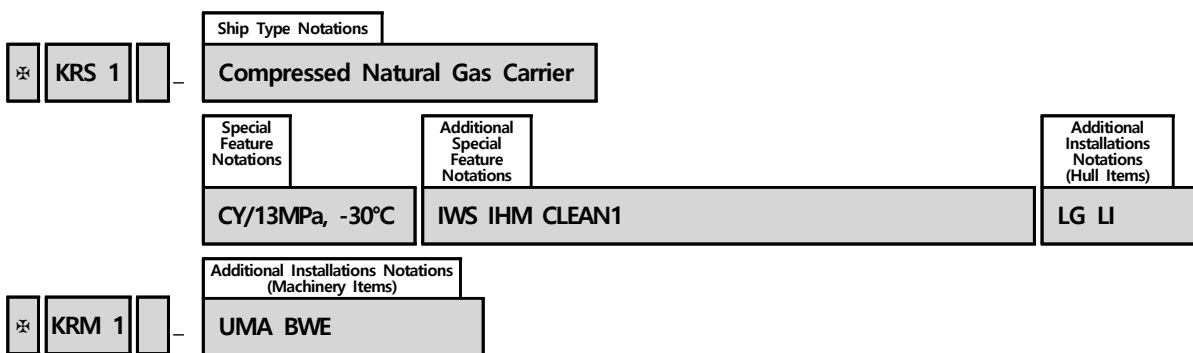 Ship Type Notations
✠ KRS 1 _ Compressed Natural Gas Carrier
Special
Feature
Notations
Additional
Special
Feature
Notations
Additional
Installations
Notations
(Hull Items)
CY/13MPa, -30℃ IWS IHM CLEAN1 LG LI
Additional Installations Notations
(Machinery Items)
✠ KRM 1 _ UMA BWE